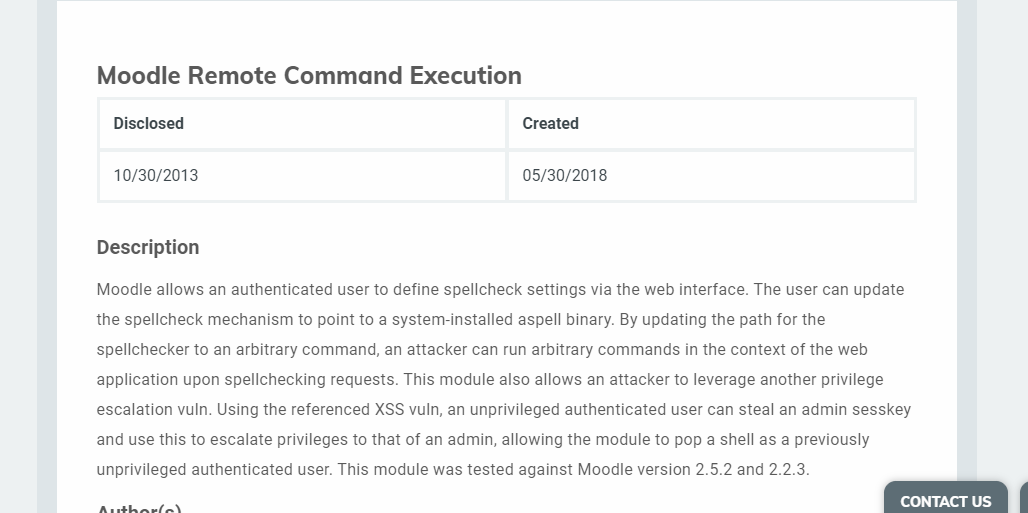 Moodle Remote Command Execution
Disclosed Created
10/30/2013 05/30/2018
Description
Moodle allows an authenticated user to define spellcheck settings via the web interface. The user can update
the spellcheck mechanism to point to a system-installed aspell binary. By updating the path for the
spellchecker to an arbitrary command, an attacker can run arbitrary commands in the context of the web
application upon spellchecking requests. This module also allows an attacker to leverage another privilege
escalation vuln. Using the referenced XSS vuln, an unprivileged authenticated user can steal an admin sesskey
and use this to escalate privileges to that of an admin, allowing the module to pop a shell as a previously
unprivileged authenticated user. This module was tested against Moodle version 2.5.2 and 2.2.3.
Author(s)
CONTACT US